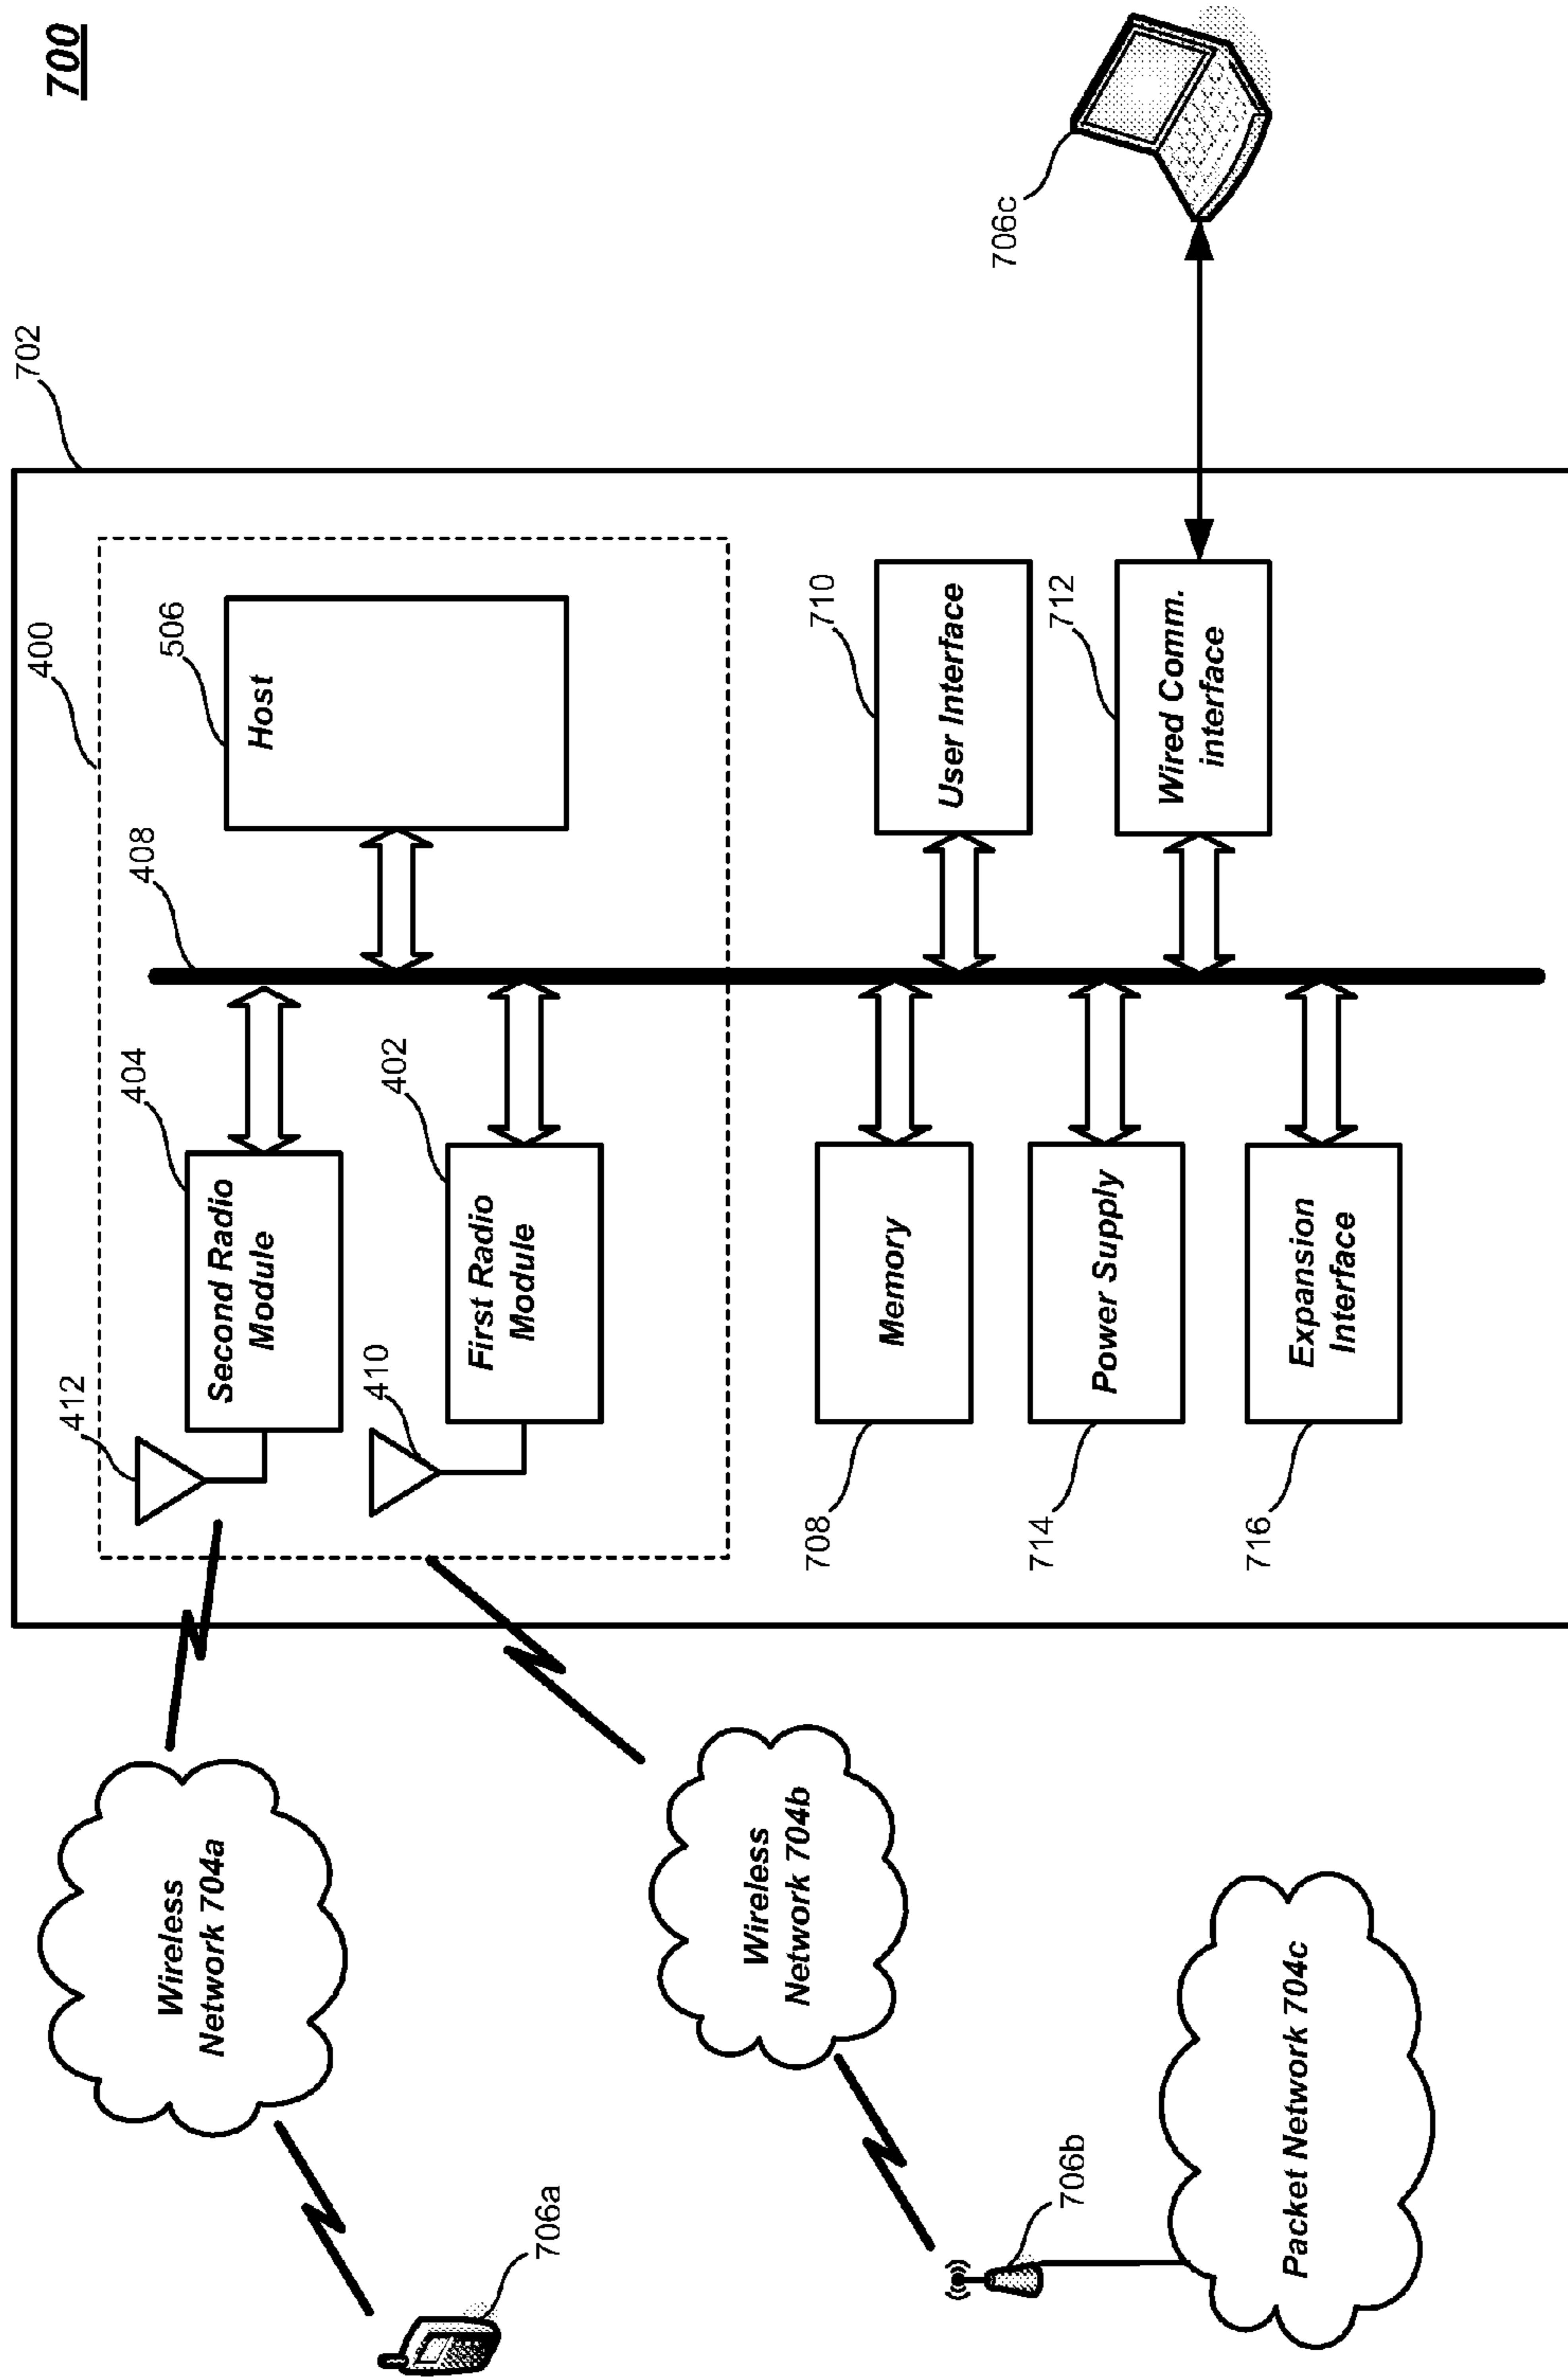 700
702
400
412
404
408
506
Second Radio
Module
Host
410
402
First Radio
Module
Wireless
Network 704a
706a
Wireless
Network 704b
706b
Packet Network 704c
708
Memory
710
User Interface
714
Power Supply
712
Wired Comm.
interface
716
Expansion
Interface
706c